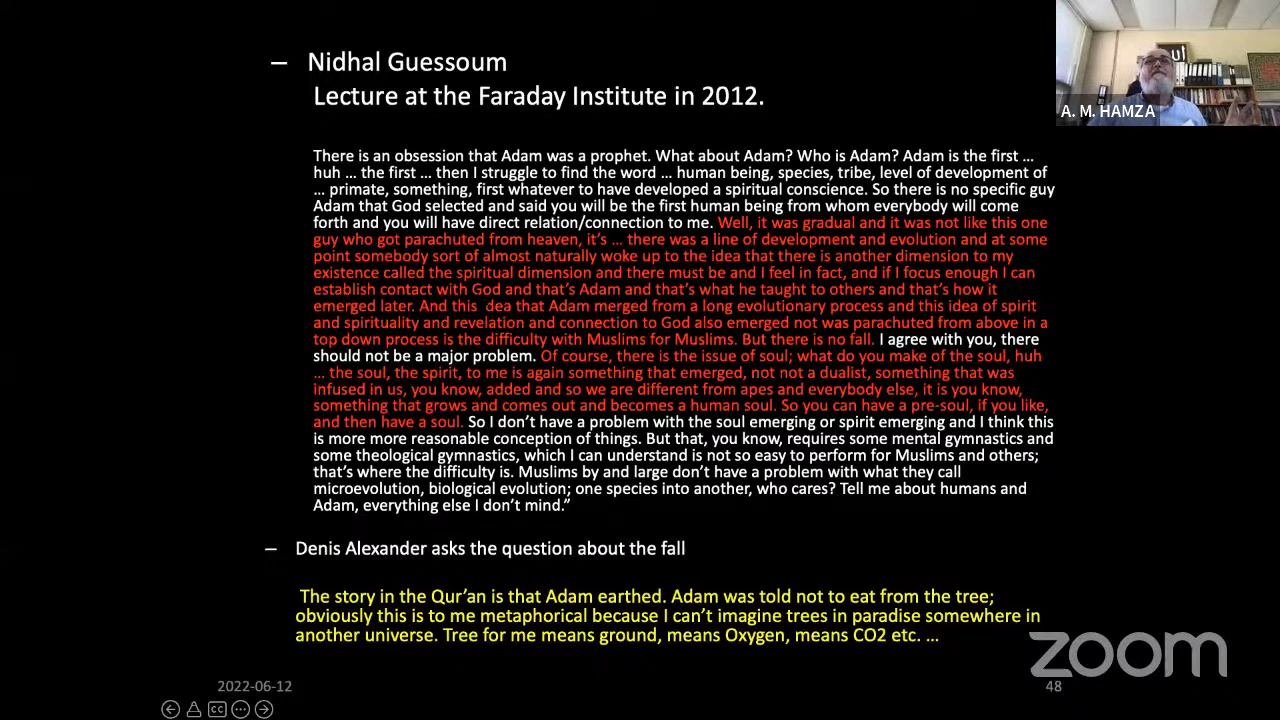 – Nidhal Guessoum
Lecture at the Faraday Institute in 2012.
There is an obsession that Adam was a prophet. What about Adam? Who is Adam? Adam is the first …
huh … the first … then I struggle to find the word … human being, species, tribe, level of development of
… primate, something, first whatever to have developed a spiritual conscience. So there is no specific guy
Adam that God selected and said you will be the first human being from whom everybody will come
forth and you will have direct relation/connection to me. Well, it was gradual and it was not like this one
guy who got parachuted from heaven, it's … there was a line of development and evolution and at some
point somebody sort of almost naturally woke up to the idea that there is another dimension to my
existence called the spiritual dimension and there must be and I feel in fact, and if I focus enough I can
establish contact with God and that's Adam and that's what he taught to others and that's how it
emerged later. And this  dea that Adam merged from a long evolutionary process and this idea of spirit
and spirituality and revelation and connection to God also emerged not was parachuted from above in a
top down process is the difficulty with Muslims for Muslims. But there is no fall. I agree with you, there
should not be a major problem. Of course, there is the issue of soul; what do you make of the soul, huh
… the soul, the spirit, to me is again something that emerged, not not a dualist, something that was
infused in us, you know, added and so we are different from apes and everybody else, it is you know,
something that grows and comes out and becomes a human soul. So you can have a pre-soul, if you like,
and then have a soul. So I don't have a problem with the soul emerging or spirit emerging and I think this
is more more reasonable conception of things. But that, you know, requires some mental gymnastics and
some theological gymnastics, which I can understand is not so easy to perform for Muslims and others;
that's where the difficulty is. Muslims by and large don't have a problem with what they call
microevolution, biological evolution; one species into another, who cares? Tell me about humans and
Adam, everything else I don't mind."
– Denis Alexander asks the question about the fall
The story in the Qur'an is that Adam earthed. Adam was told not to eat from the tree;
obviously this is to me metaphorical because I can't imagine trees in paradise somewhere in
another universe. Tree for me means ground, means Oxygen, means CO2 etc. …
A. M. HAMZA
zoom
2022-06-12
48
CC